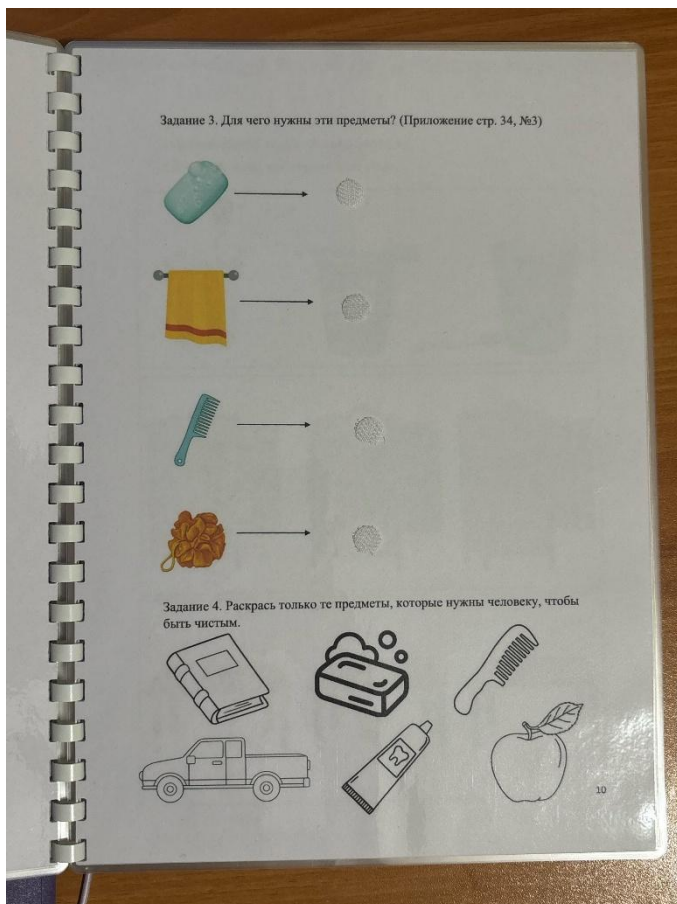 Задание 3. Для чего нужны эти предметы? (Приложение стр. 34, №3)
Задание 4. Раскрась только те предметы, которые нужны человеку, чтобы
быть чистым.
10